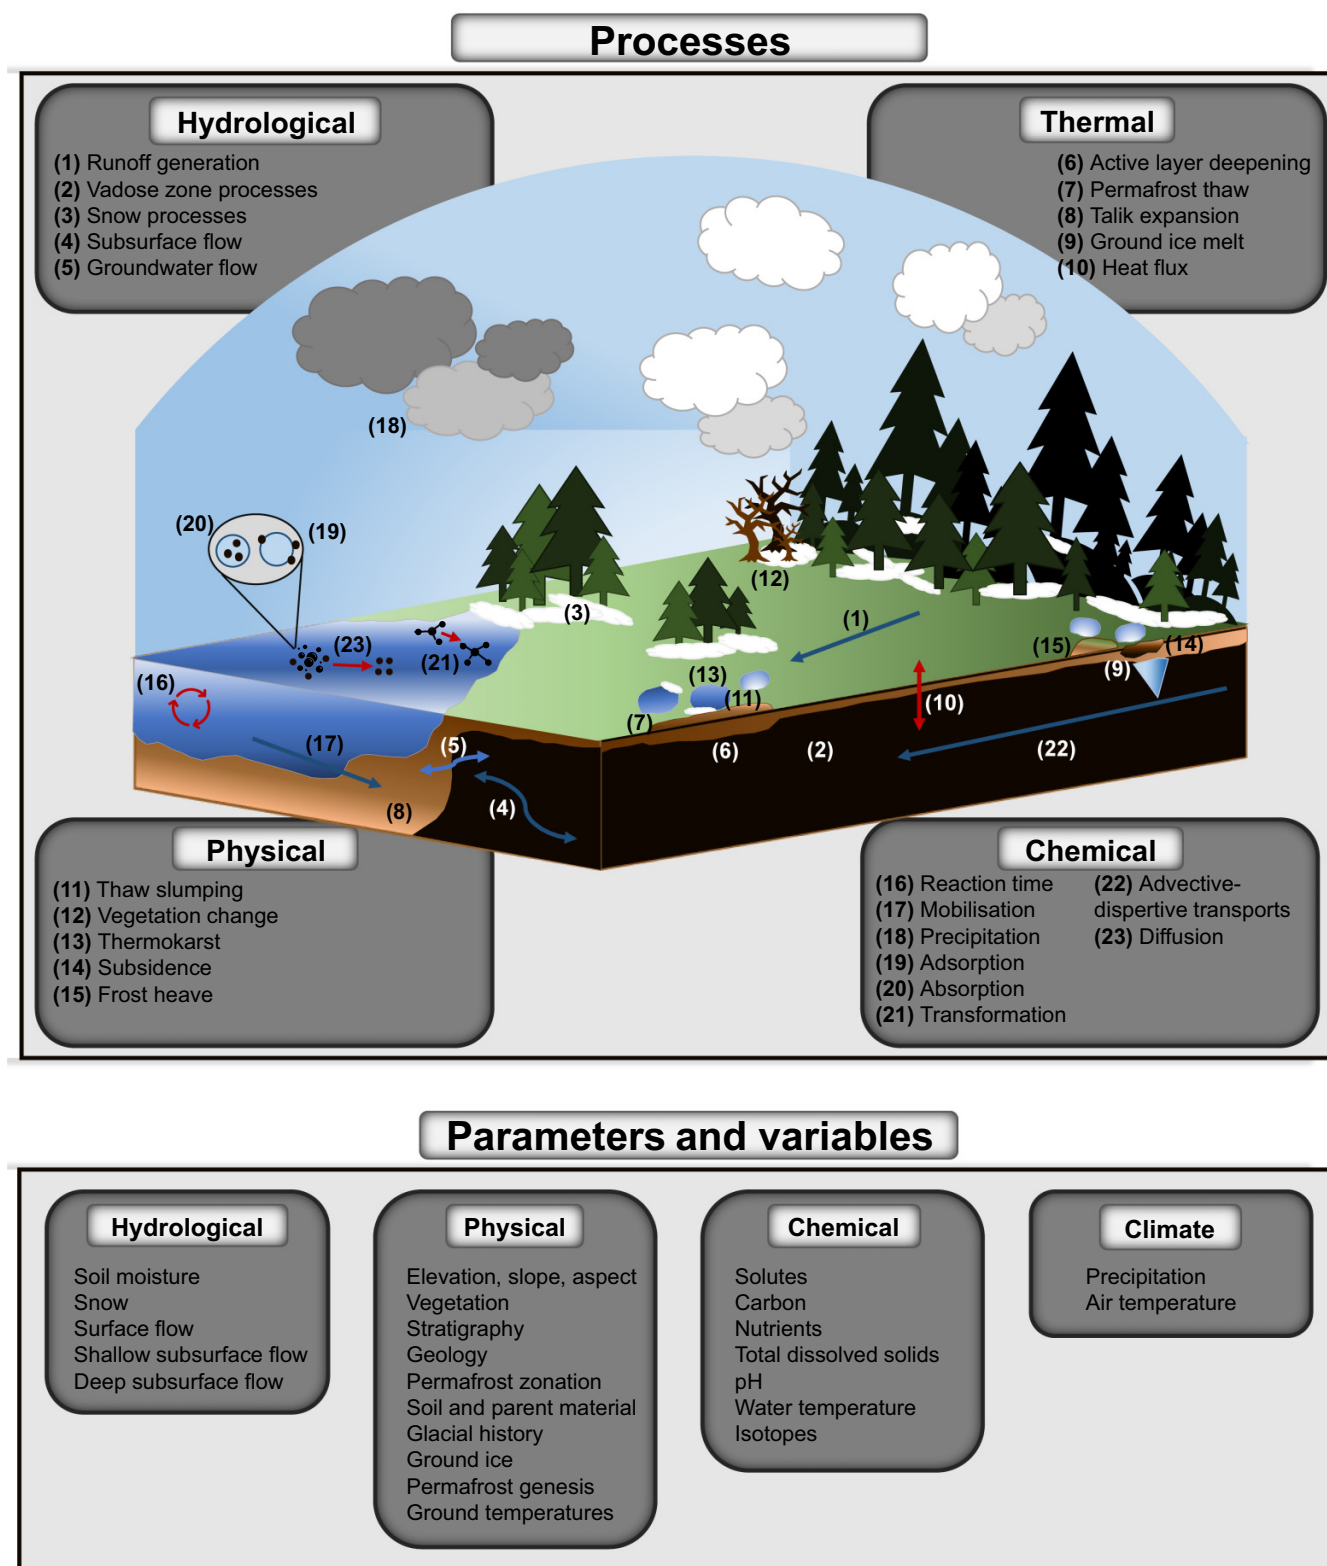 Processes
Hydrological
(1) Runoff generation
(2) Vadose zone processes
(3) Snow processes
(4) Subsurface flow
(5) Groundwater flow
Thermal
(6) Active layer deepening
(7) Permafrost thaw
(8) Talik expansion
(9) Ground ice melt
(10) Heat flux
(18)
(20)
(19)
(12)
(3)
(1)
(23)
(21)
(15)
(14)
(16)
(13)
(9)
(7)
(11)
(10)
(17)
(5)
(6)
(2)
(22)
(8)
(4)
Physical
(11) Thaw slumping
(12) Vegetation change
(13) Thermokarst
(14) Subsidence
(15) Frost heave
Chemical
(16) Reaction time
(17) Mobilisation
(18) Precipitation
(19) Adsorption
(20) Absorption
(21) Transformation
(22) Advective-
dispertive transports
(23) Diffusion
Parameters and variables
Hydrological
Soil moisture
Snow
Surface flow
Shallow subsurface flow
Deep subsurface flow
Physical
Elevation, slope, aspect
Vegetation
Stratigraphy
Geology
Permafrost zonation
Soil and parent material
Glacial history
Ground ice
Permafrost genesis
Ground temperatures
Chemical
Solutes
Carbon
Nutrients
Total dissolved solids
pH
Water temperature
Isotopes
Climate
Precipitation
Air temperature